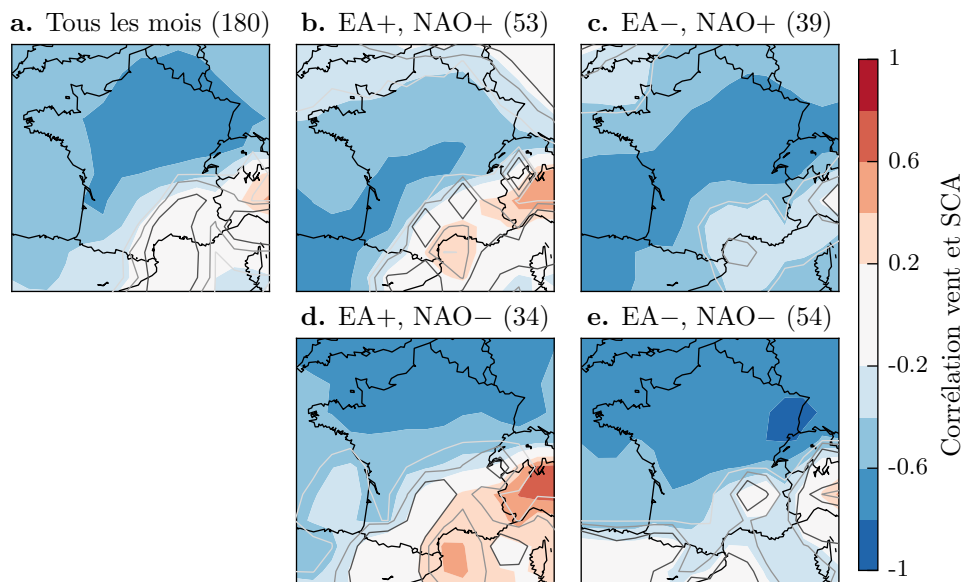 a. Tous les mois (180)
b. EA+, NAO+ (53)
c. EA−, NAO+ (39)
d. EA+, NAO− (34)
e. EA−, NAO− (54)
1
0.6
0.2
-0.2
-0.6
-1
Corrélation vent et SCA